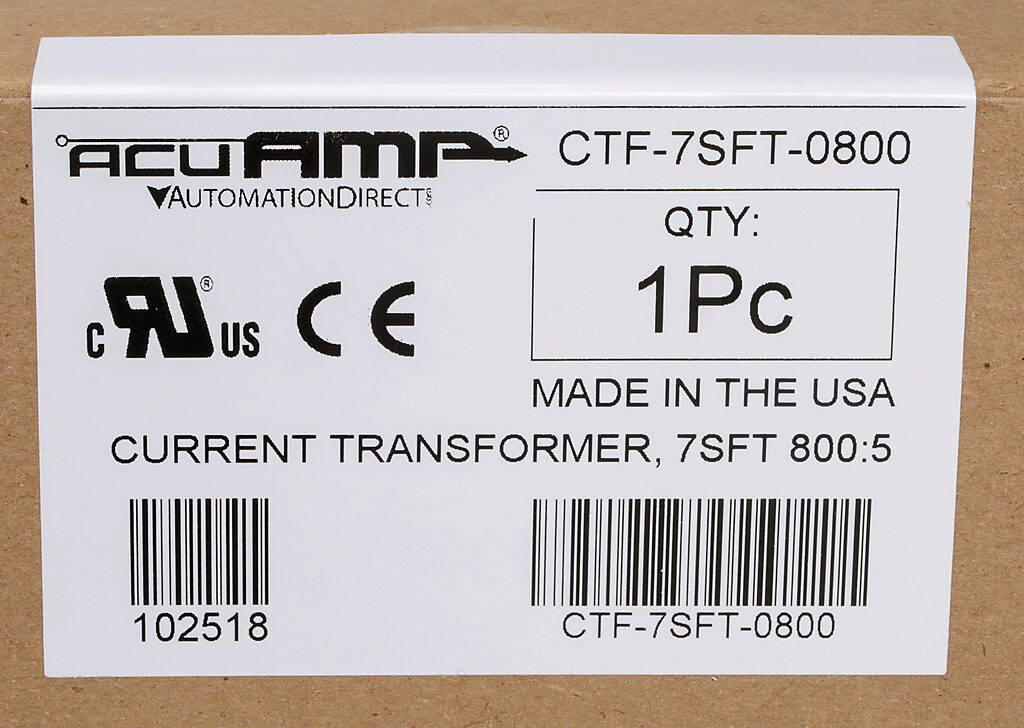 ACUAMP® CTF-7SFT-0800
AUTOMATIONDIRECT
QTY:
1Pc
c RU® US CE
MADE IN THE USA
CURRENT TRANSFORMER, 7SFT 800:5
102518
CTF-7SFT-0800